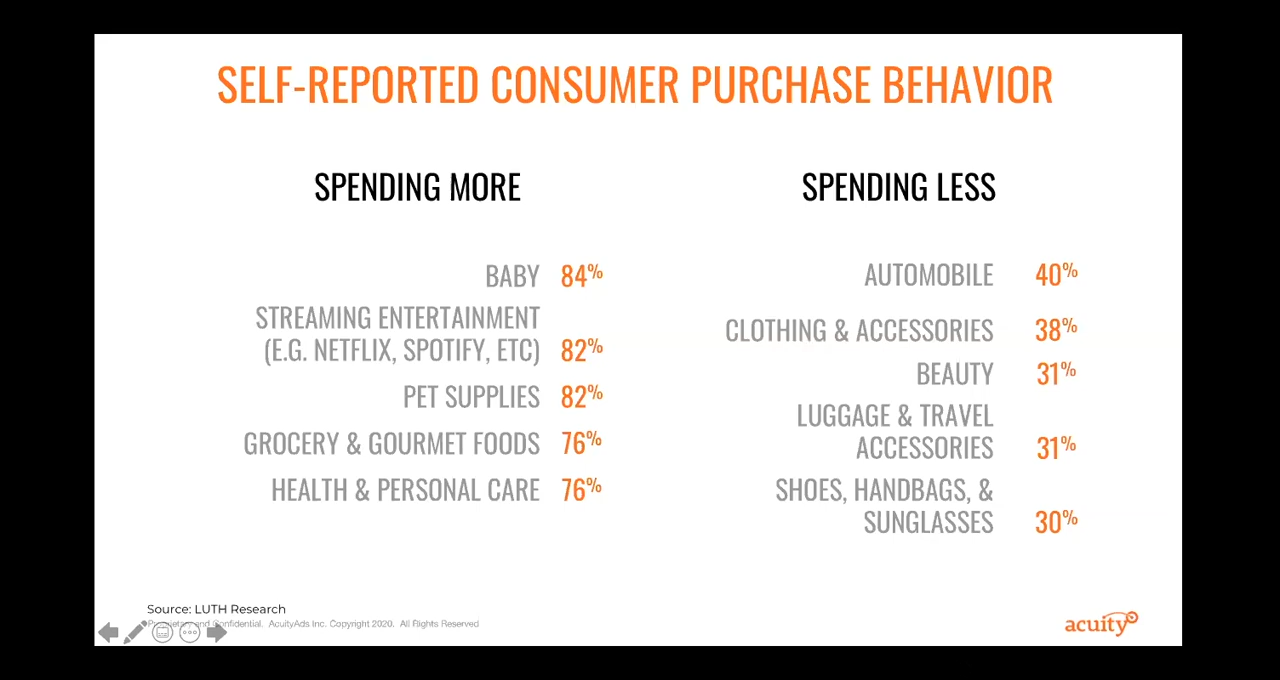 SELF-REPORTED CONSUMER PURCHASE BEHAVIOR
SPENDING MORE
BABY 84%
STREAMING ENTERTAINMENT
(E.G. NETFLIX, SPOTIFY, ETC) 82%
PET SUPPLIES 82%
GROCERY & GOURMET FOODS 76%
HEALTH & PERSONAL CARE 76%
SPENDING LESS
AUTOMOBILE 40%
CLOTHING & ACCESSORIES 38%
BEAUTY 31%
LUGGAGE & TRAVEL
ACCESSORIES 31%
SHOES, HANDBAGS, &
SUNGLASSES 30%
Source: LUTH Research
Proprietary and Confidential. AcuityAds Inc. Copyright 2020. All Rights Reserved
acuity